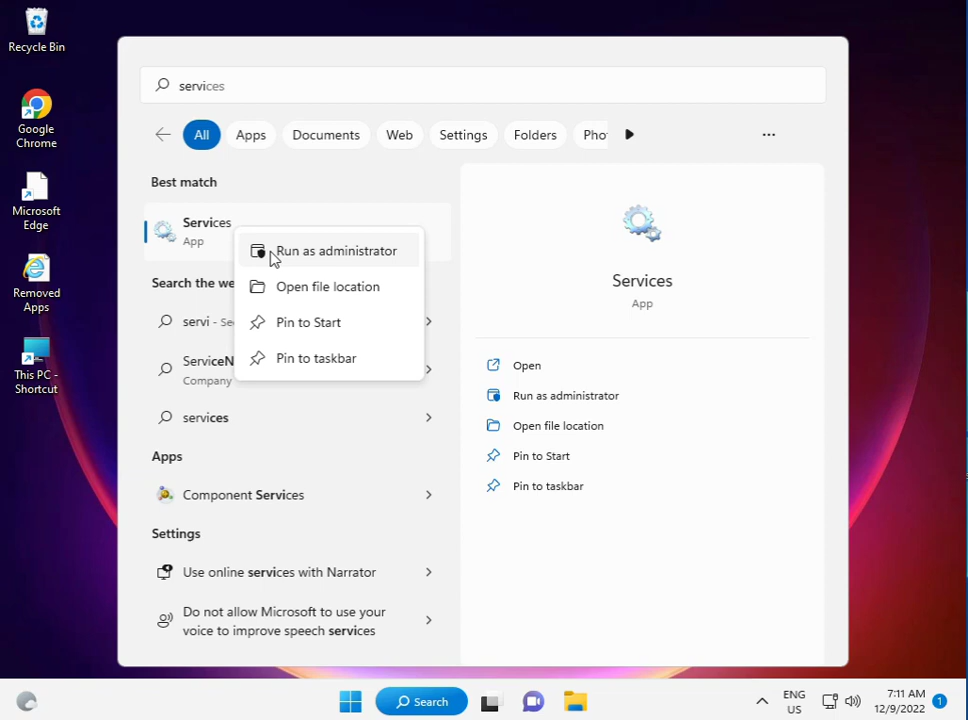 Recycle Bin
Google
Chrome
Microsoft
Edge
Removed
Apps
This PC -
Shortcut
services
All
Apps
Documents
Web
Settings
Folders
Pho
Best match
Services
App
Run as administrator
Open file location
Pin to Start
Pin to taskbar
Search the we
servi - Se
ServiceN
Company
services
Apps
Component Services
Settings
Use online services with Narrator
Do not allow Microsoft to use your
voice to improve speech services
Services
App
Open
Run as administrator
Open file location
Pin to Start
Pin to taskbar
Search
ENG
US
7:11 AM
12/9/2022
1